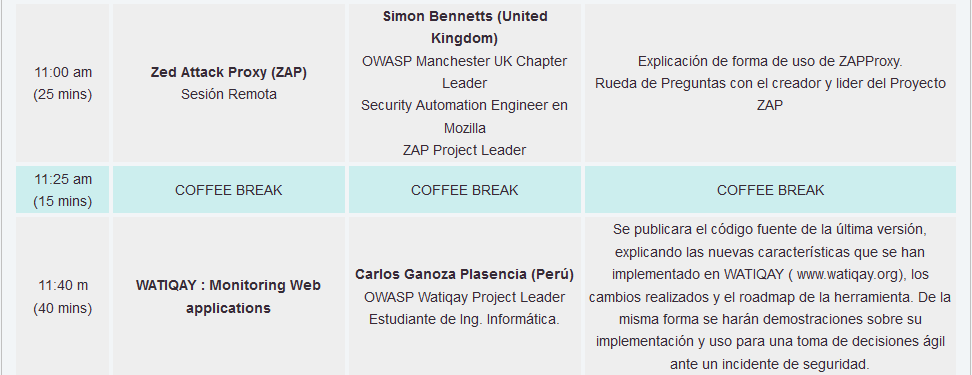 11:00 am
(25 mins)
Zed Attack Proxy (ZAP)
Sesión Remota
Simon Bennetts (United
Kingdom)
OWASP Manchester UK Chapter
Leader
Security Automation Engineer en
Mozilla
ZAP Project Leader
Explicación de forma de uso de ZAPProxy.
Rueda de Preguntas con el creador y lider del Proyecto
ZAP
11:25 am
(15 mins)
COFFEE BREAK
COFFEE BREAK
COFFEE BREAK
11:40 m
(40 mins)
WATIQAY : Monitoring Web
applications
Carlos Ganoza Plasencia (Perú)
OWASP Watiqay Project Leader
Estudiante de Ing. Informática.
Se publicara el código fuente de la última versión,
explicando las nuevas características que se han
implementado en WATIQAY ( www.watiqay.org), los
cambios realizados y el roadmap de la herramienta. De la
misma forma se harán demostraciones sobre su
implementación y uso para una toma de decisiones ágil
ante un incidente de seguridad.